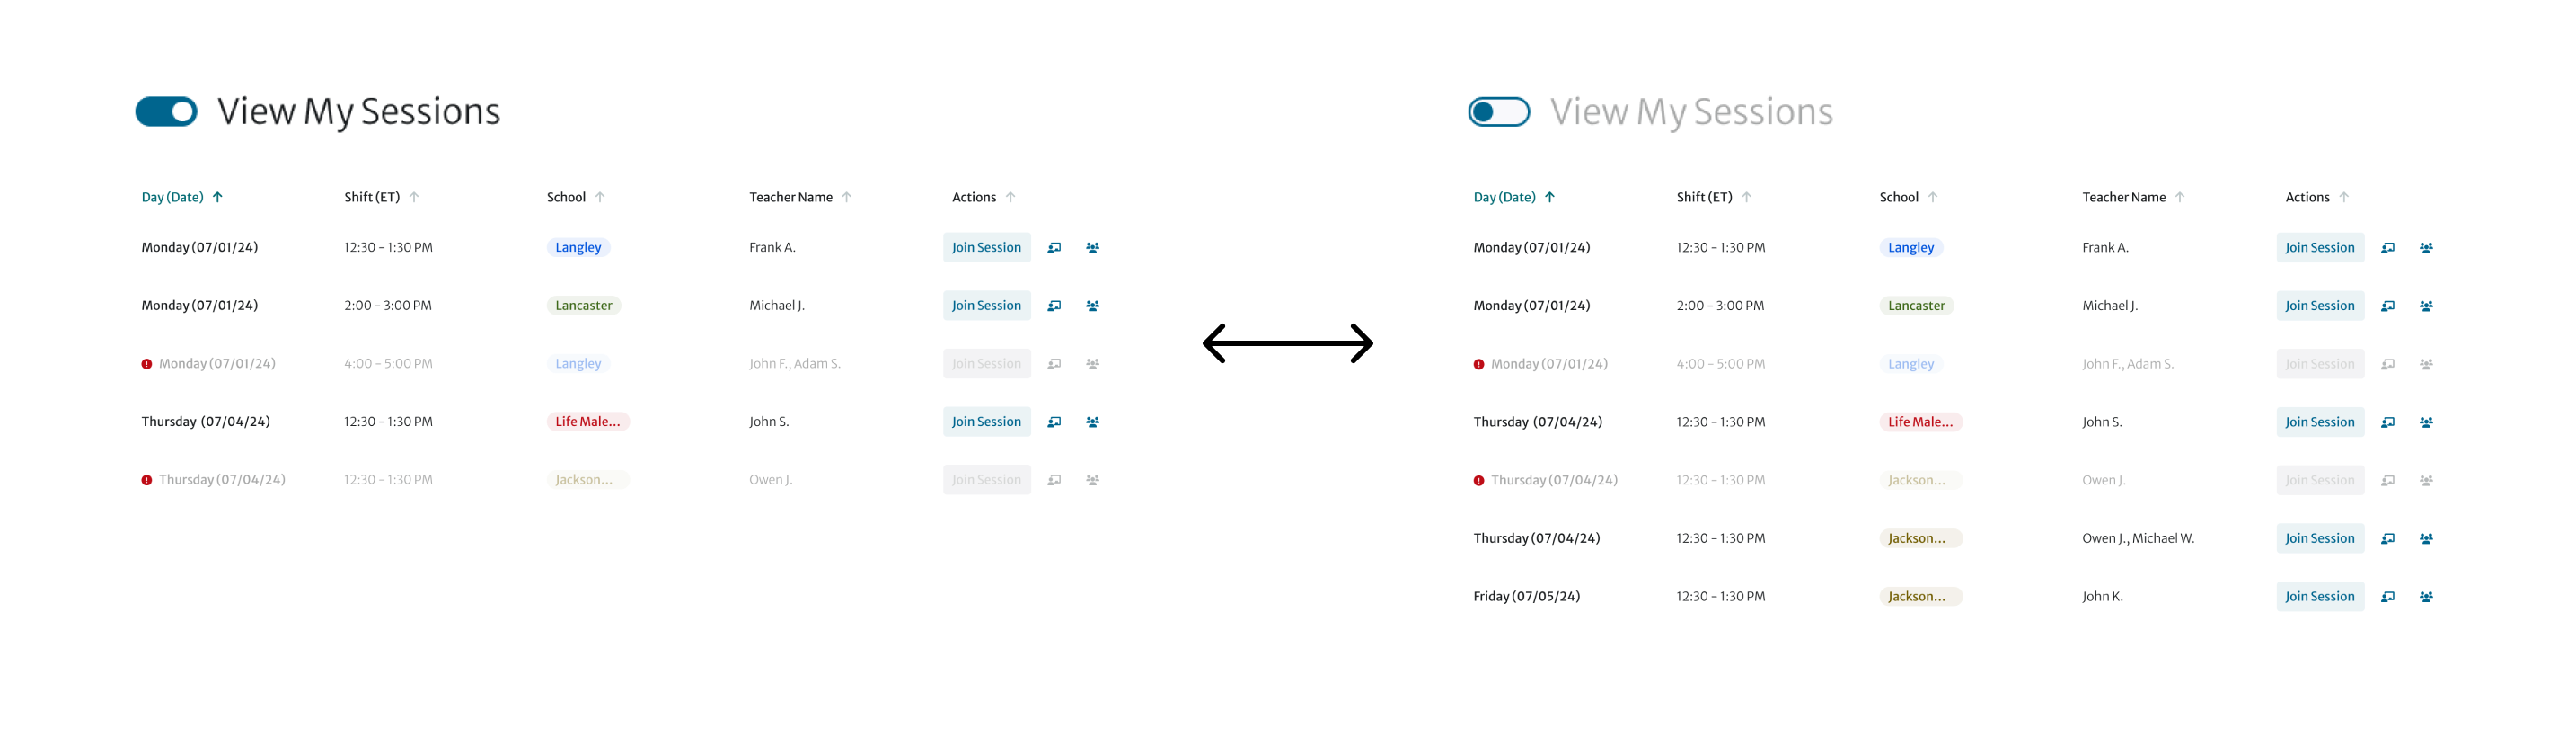 View My Sessions
Day (Date) Shift (ET) School Teacher Name Actions
Monday (07/01/24) 12:30 - 1:30 PM Langley Frank A. Join Session
Monday (07/01/24) 2:00 - 3:00 PM Lancaster Michael J. Join Session
Monday (07/01/24) 4:00 - 5:00 PM Langley John F., Adam S. Join Session
Thursday (07/04/24) 12:30 - 1:30 PM Life Male... John S. Join Session
Thursday (07/04/24) 12:30 - 1:30 PM Jackson... Owen J. Join Session
View My Sessions
Day (Date) Shift (ET) School Teacher Name Actions
Monday (07/01/24) 12:30 - 1:30 PM Langley Frank A. Join Session
Monday (07/01/24) 2:00 - 3:00 PM Lancaster Michael J. Join Session
Monday (07/01/24) 4:00 - 5:00 PM Langley John F., Adam S. Join Session
Thursday (07/04/24) 12:30 - 1:30 PM Life Male... John S. Join Session
Thursday (07/04/24) 12:30 - 1:30 PM Jackson... Owen J. Join Session
Thursday (07/04/24) 12:30 - 1:30 PM Jackson... Owen J., Michael W. Join Session
Friday (07/05/24) 12:30 - 1:30 PM Jackson... John K. Join Session